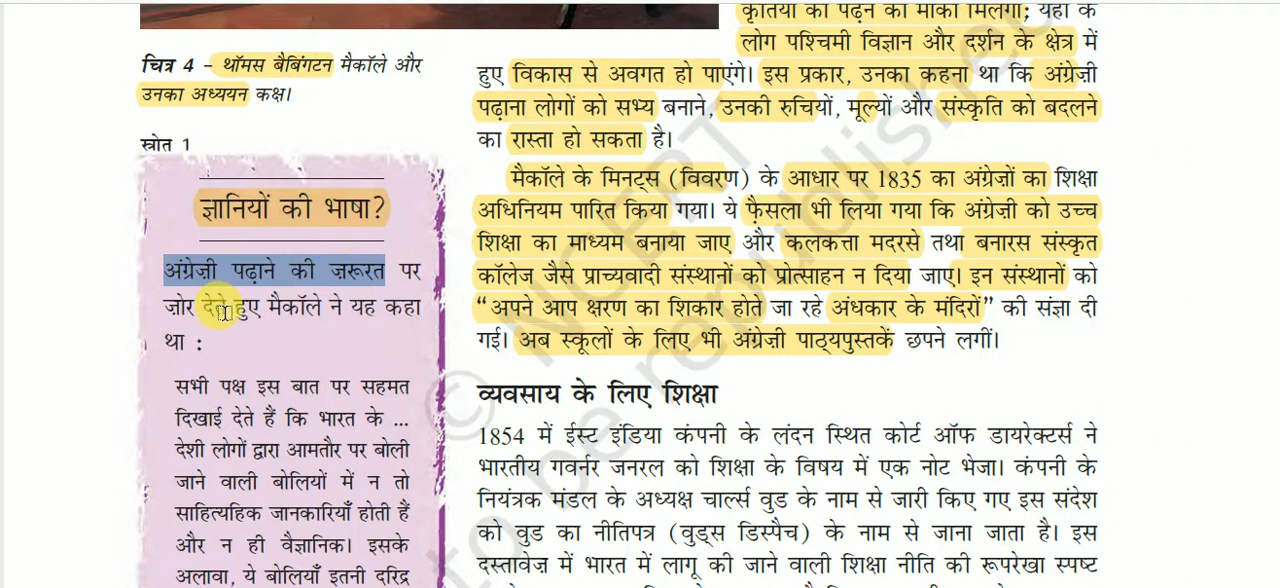 चित्र 4 – थॉमस बैबिंगटन मैकॉले और
उनका अध्ययन कक्ष।
स्रोत 1
ज्ञानियों की भाषा?
अंग्रेज़ी पढ़ाने की ज़रूरत पर
ज़ोर देते हुए मैकॉले ने यह कहा
था :
सभी पक्ष इस बात पर सहमत
दिखाई देते हैं कि भारत के ...
देशी लोगों द्वारा आमतौर पर बोली
जाने वाली बोलियों में न तो
साहित्यिक जानकारियाँ होती हैं
और न ही वैज्ञानिक। इसके
अलावा, ये बोलियाँ इतनी दरिद्र
कृतियों को पढ़ने का मौका मिलेगा; यहाँ के
लोग पश्चिमी विज्ञान और दर्शन के क्षेत्र में
हुए विकास से अवगत हो पाएंगे। इस प्रकार, उनका कहना था कि अंग्रेज़ी
पढ़ाना लोगों को सभ्य बनाने, उनकी रुचियों, मूल्यों और संस्कृति को बदलने
का रास्ता हो सकता है।
मैकॉले के मिनट्स (विवरण) के आधार पर 1835 का अंग्रेज़ों का शिक्षा
अधिनियम पारित किया गया। ये फ़ैसला भी लिया गया कि अंग्रेज़ी को उच्च
शिक्षा का माध्यम बनाया जाए और कलकत्ता मदरसे तथा बनारस संस्कृत
कॉलेज जैसे प्राच्यवादी संस्थानों को प्रोत्साहन न दिया जाए। इन संस्थानों को
“अपने आप क्षरण का शिकार होते जा रहे अंधकार के मंदिरों” की संज्ञा दी
गई। अब स्कूलों के लिए भी अंग्रेज़ी पाठ्यपुस्तकें छपने लगीं।
व्यवसाय के लिए शिक्षा
1854 में ईस्ट इंडिया कंपनी के लंदन स्थित कोर्ट ऑफ डायरेक्टर्स ने
भारतीय गवर्नर जनरल को शिक्षा के विषय में एक नोट भेजा। कंपनी के
नियंत्रक मंडल के अध्यक्ष चार्ल्स वुड के नाम से जारी किए गए इस संदेश
को वुड का नीतिपत्र (वुड्स डिस्पैच) के नाम से जाना जाता है। इस
दस्तावेज़ में भारत में लागू की जाने वाली शिक्षा नीति की रूपरेखा स्पष्ट
© NCERT
to be republished